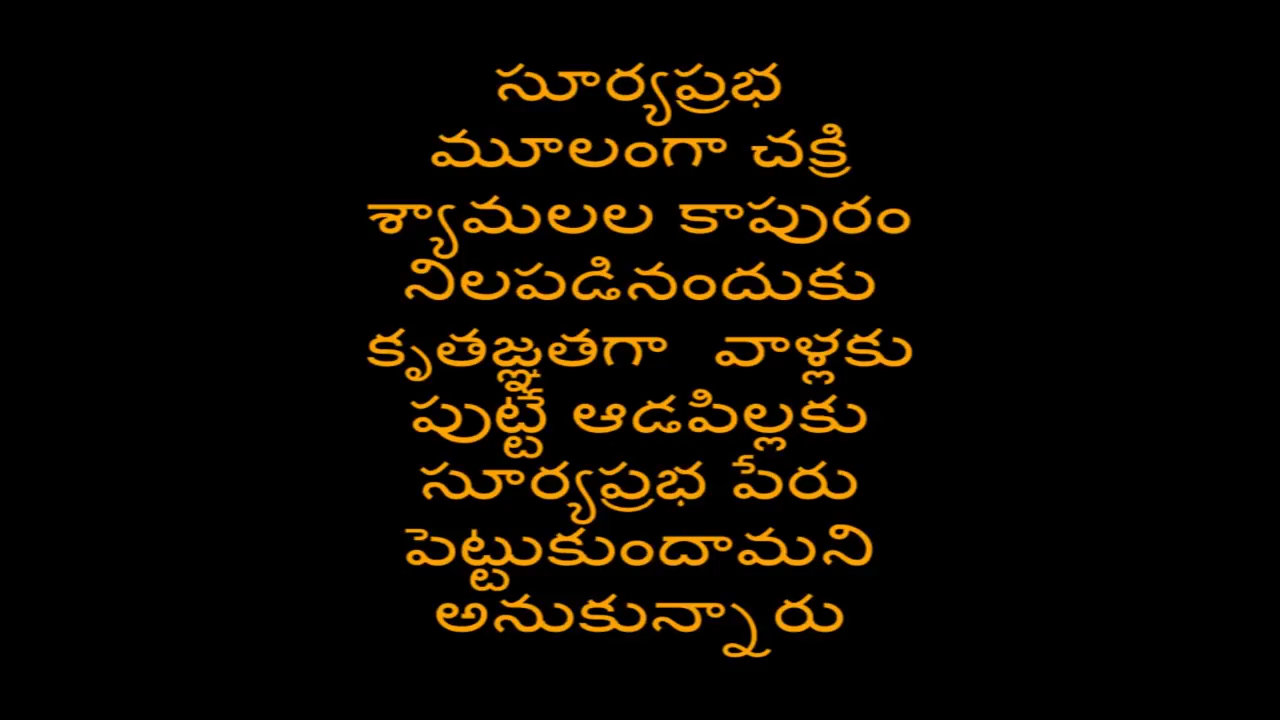 సూర్యప్రభ
మూలంగా చక్రి
శ్యామలల కాపురం
నిలపడినందుకు
కృతజ్ఞతగా వాళ్లకు
పుట్టే ఆడపిల్లకు
సూర్యప్రభ పేరు
పెట్టుకుందామని
అనుకున్నారు